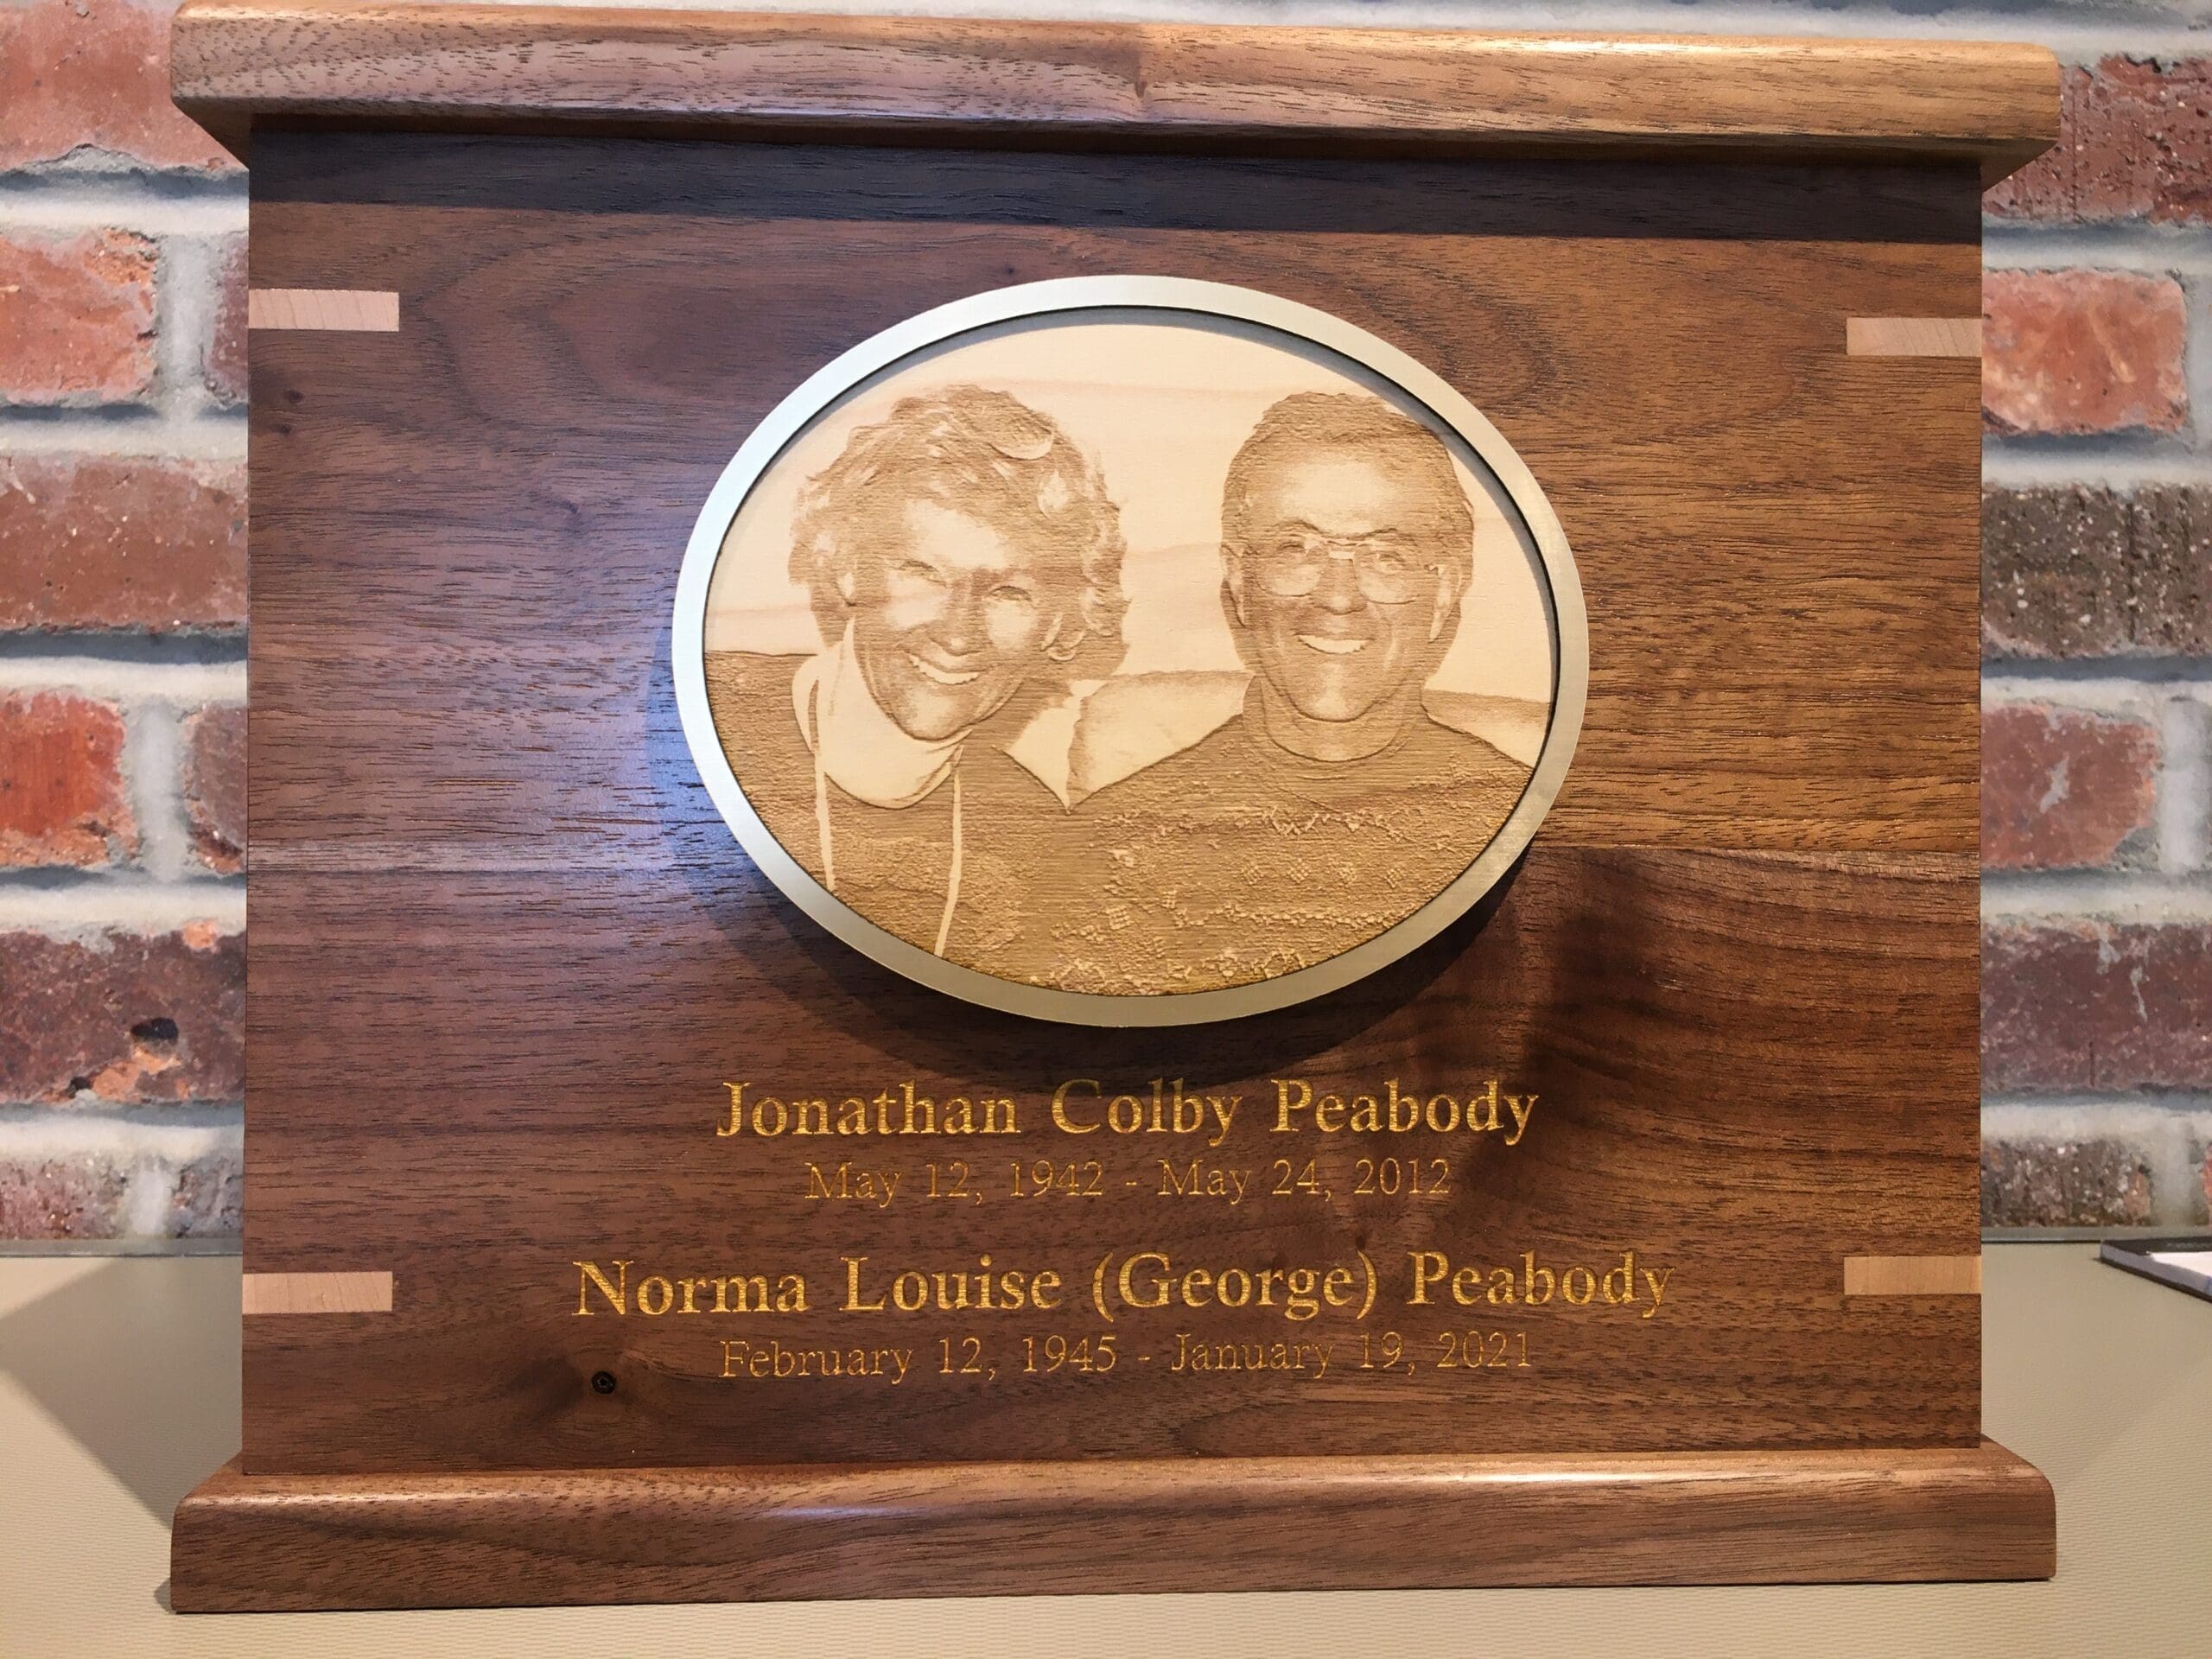 Jonathan Colby Peabody
May 12, 1942 - May 24, 2012
Norma Louise (George) Peabody
February 12, 1945 - January 19, 2021